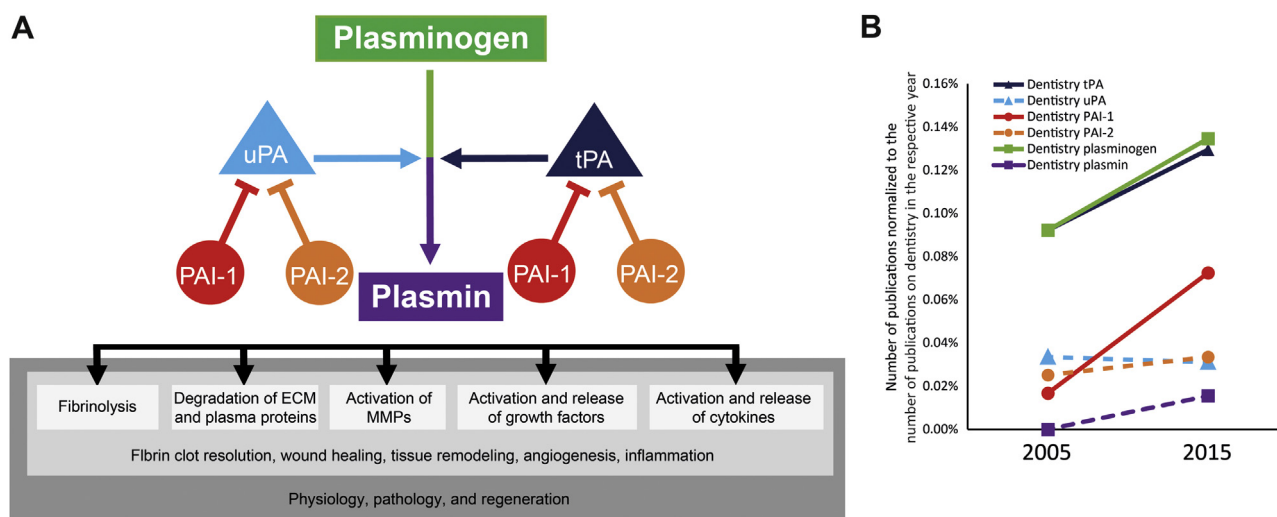 A
Plasminogen
uPA
tPA
PAI-1
PAI-2
Plasmin
PAI-1
PAI-2
Fibrinolysis
Degradation of ECM
and plasma proteins
Activation of
MMPs
Activation and release
of growth factors
Activation and release
of cytokines
FIbrin clot resolution, wound healing, tissue remodeling, angiogenesis, inflammation
Physiology, pathology, and regeneration
B
Number of publications normalized to the
number of publications on dentistry in the respective year
0.16%
0.14%
0.12%
0.10%
0.08%
0.06%
0.04%
0.02%
0.00%
Dentistry tPA
Dentistry uPA
Dentistry PAI-1
Dentistry PAI-2
Dentistry plasminogen
Dentistry plasmin
2005
2015